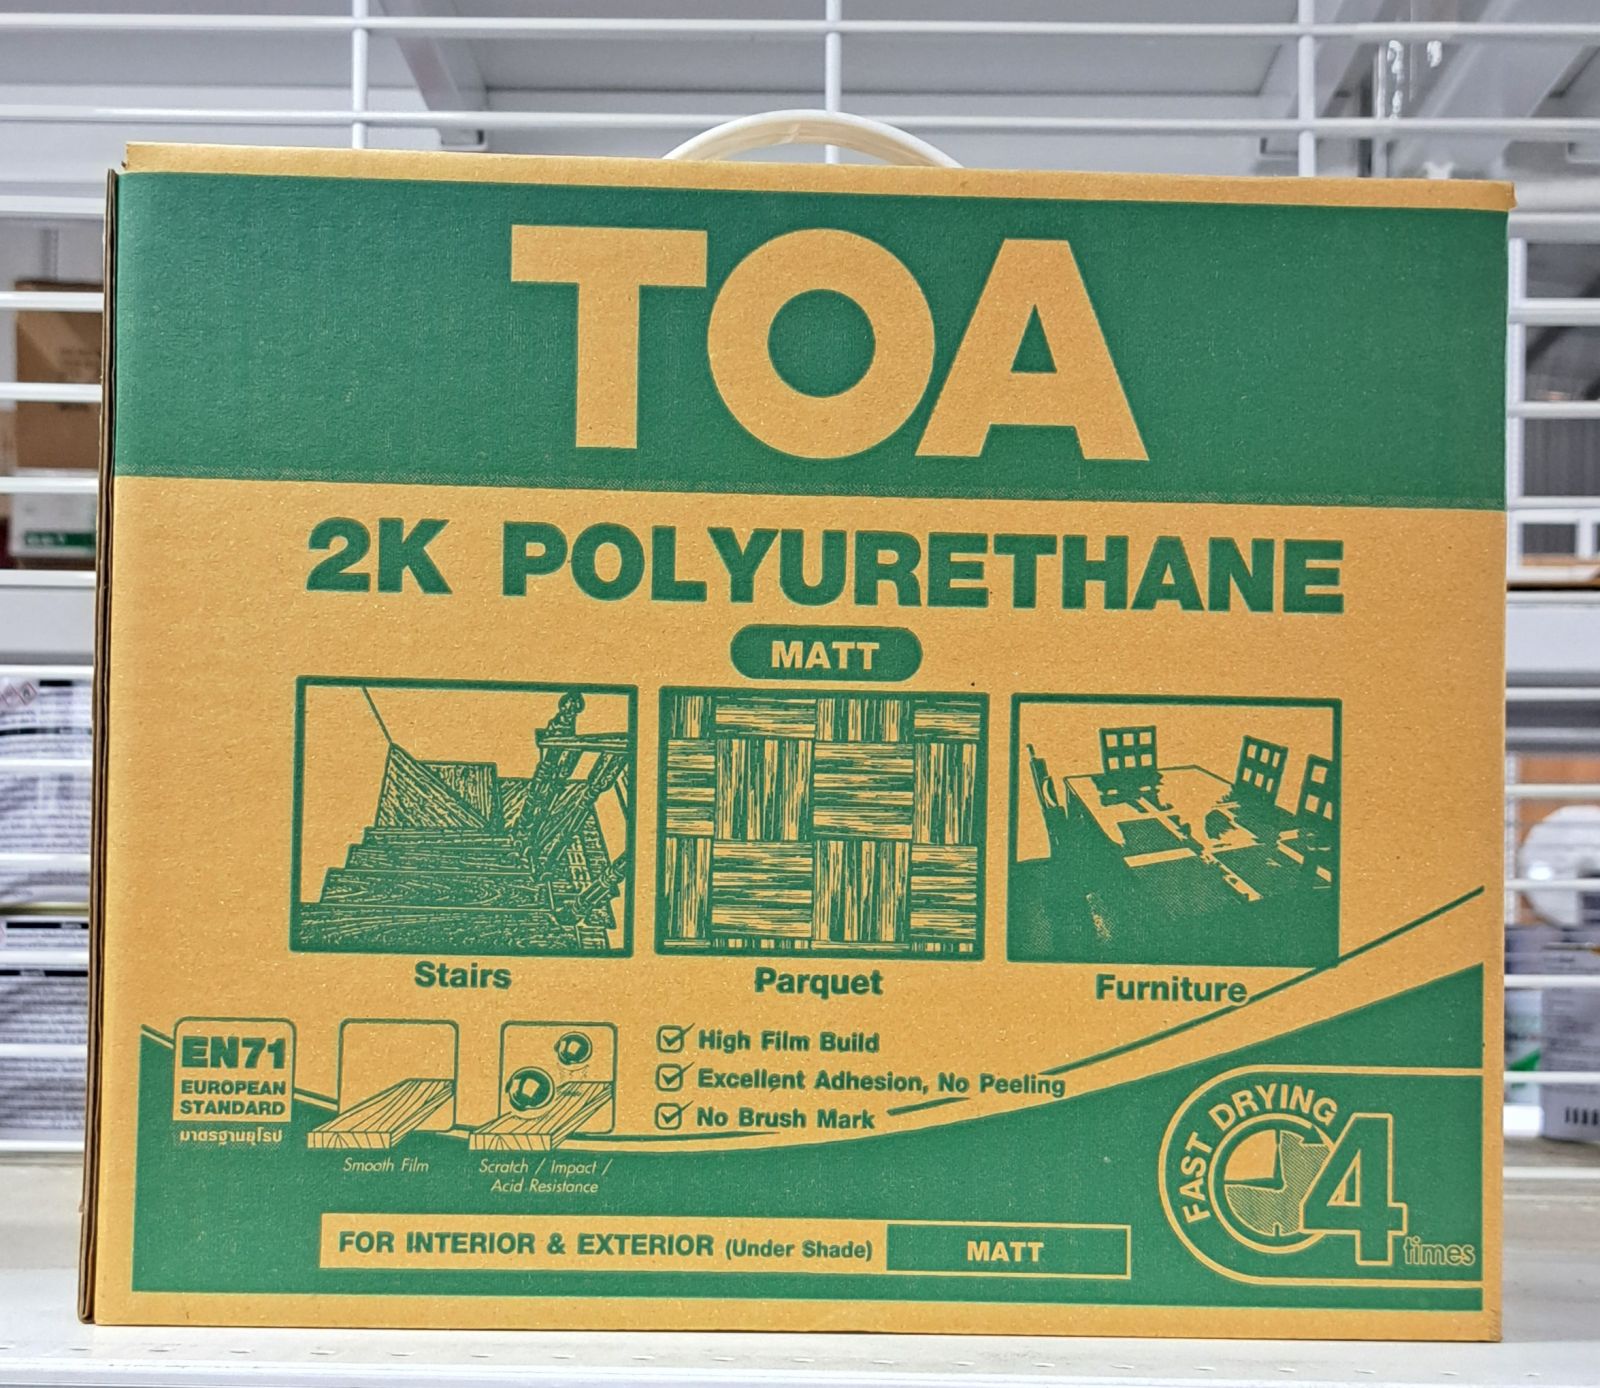 TOA
2K POLYURETHANE
MATT
Stairs
Parquet
Furniture
EN71
EUROPEAN
STANDARD
มาตรฐานยุโรป
Smooth Film
Scratch / Impact /
Acid Resistance
High Film Build
Excellent Adhesion, No Peeling
No Brush Mark
FAST DRYING
4
times
FOR INTERIOR & EXTERIOR (Under Shade)
MATT